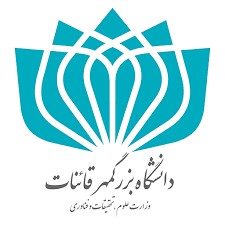 دانشگاه بزرگمهر قائنات
وزارت علوم، تحقیقات و فناوری